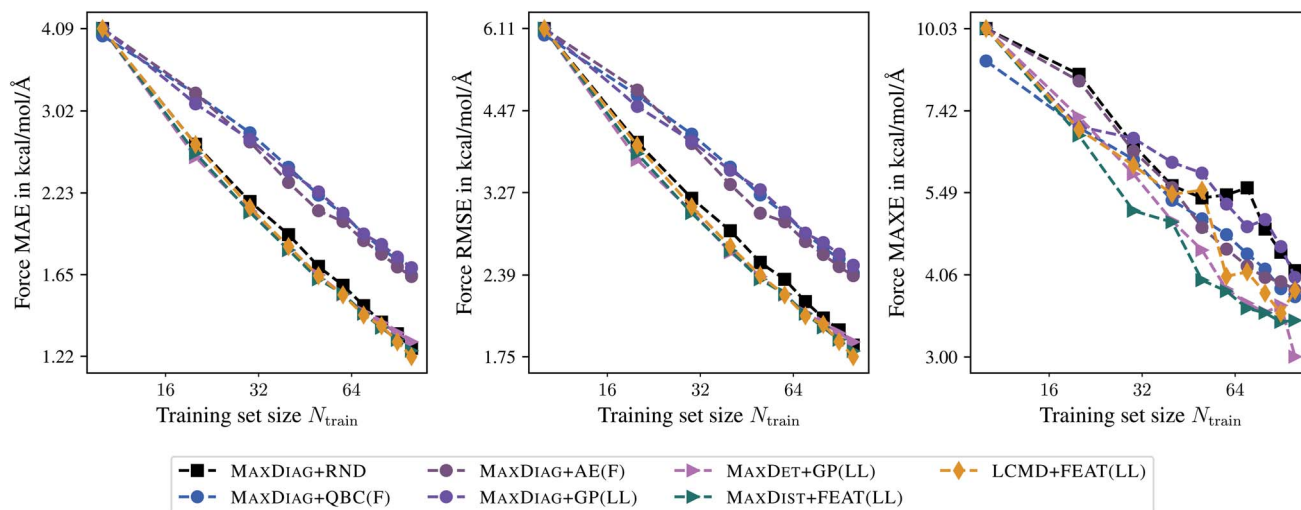 4.09
3.02
2.23
1.65
1.22
Force MAE in kcal/mol/Å
16 32 64
Training set size N_train
6.11
4.47
3.27
2.39
1.75
Force RMSE in kcal/mol/Å
16 32 64
Training set size N_train
10.03
7.42
5.49
4.06
3.00
Force MAXE in kcal/mol/Å
16 32 64
Training set size N_train
MAXDIAG+RND MAXDIAG+AE(F) MAXDET+GP(LL) LCMD+FEAT(LL)
MAXDIAG+QBC(F) MAXDIAG+GP(LL) MAXDIST+FEAT(LL)